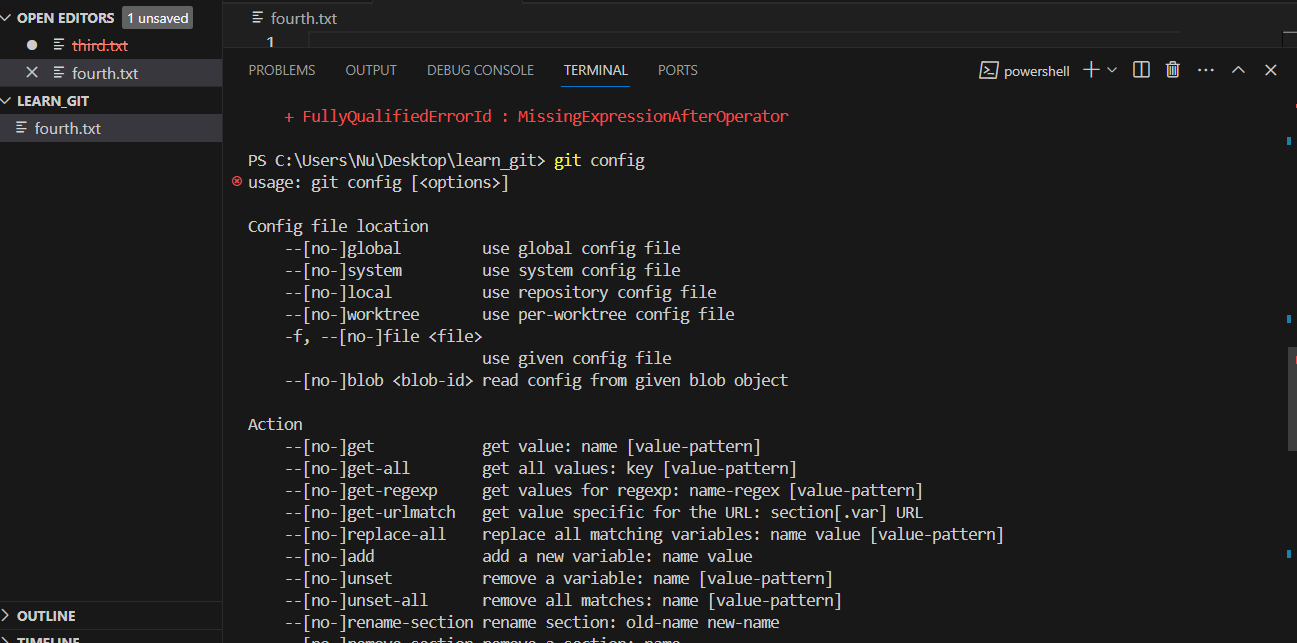 OPEN EDITORS 1 unsaved
third.txt
fourth.txt
LEARN_GIT
fourth.txt
OUTLINE
TIMELINE
fourth.txt
1
PROBLEMS OUTPUT DEBUG CONSOLE TERMINAL PORTS powershell
+ FullyQualifiedErrorId : MissingExpressionAfterOperator
PS C:\Users\Nu\Desktop\learn_git> git config
usage: git config [<options>]
Config file location
--[no-]global use global config file
--[no-]system use system config file
--[no-]local use repository config file
--[no-]worktree use per-worktree config file
-f, --[no-]file <file>
use given config file
--[no-]blob <blob-id> read config from given blob object
Action
--[no-]get get value: name [value-pattern]
--[no-]get-all get all values: key [value-pattern]
--[no-]get-regexp get values for regexp: name-regex [value-pattern]
--[no-]get-urlmatch get value specific for the URL: section[.var] URL
--[no-]replace-all replace all matching variables: name value [value-pattern]
--[no-]add add a new variable: name value
--[no-]unset remove a variable: name [value-pattern]
--[no-]unset-all remove all matches: name [value-pattern]
--[no-]rename-section rename section: old-name new-name
--[no-]remove-section remove a section: name